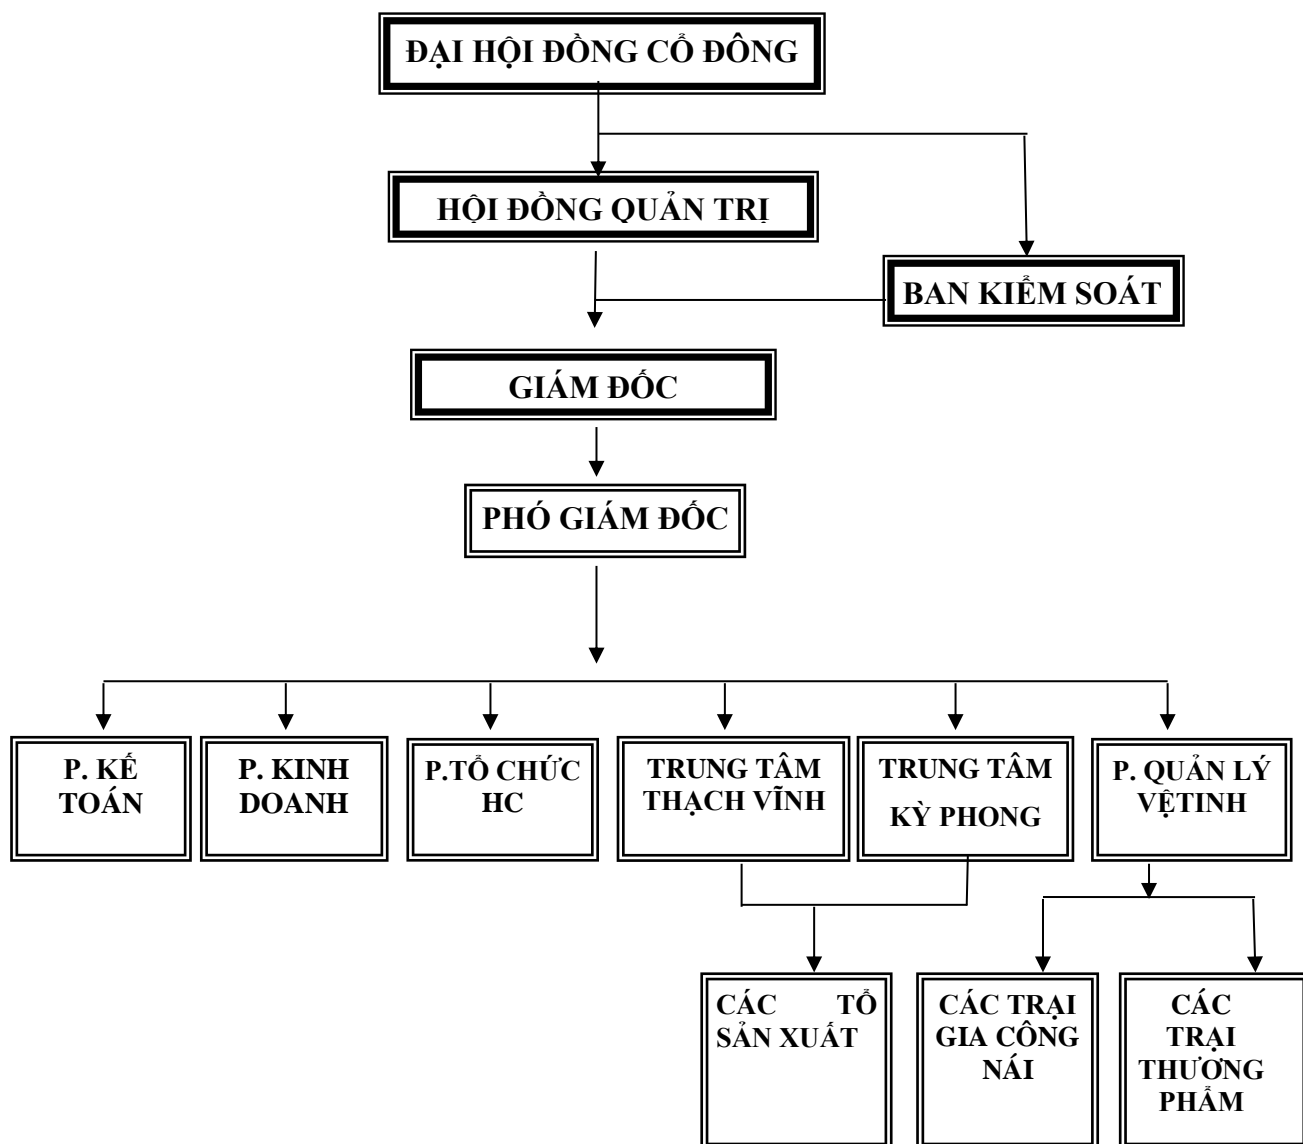 ĐẠI HỘI ĐỒNG CỔ ĐÔNG
HỘI ĐỒNG QUẢN TRỊ
BAN KIỂM SOÁT
GIÁM ĐỐC
PHÓ GIÁM ĐỐC
P. KẾ
TOÁN
P. KINH
DOANH
P.TỔ CHỨC
HC
TRUNG TÂM
THẠCH VĨNH
TRUNG TÂM
KỲ PHONG
P. QUẢN LÝ
VỆTINH
CÁC TỔ
SẢN XUẤT
CÁC TRẠI
GIA CÔNG
NÁI
CÁC
TRẠI
THƯƠNG
PHẨM